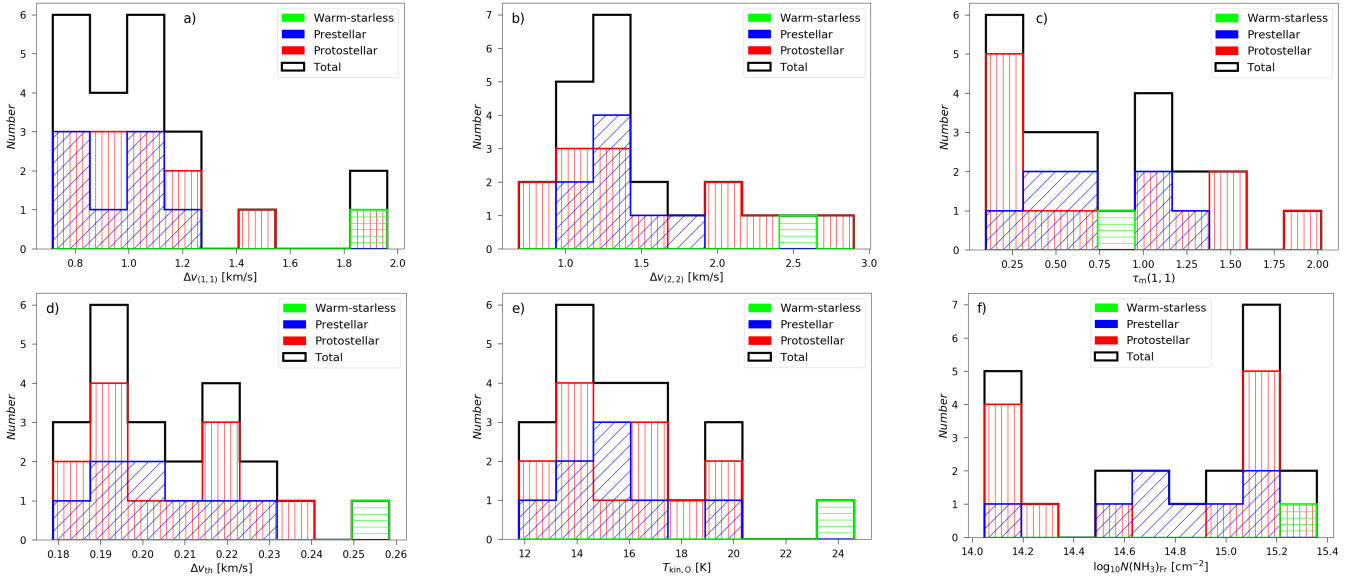 a)
Warm-starless
Prestellar
Protostellar
Total
Number
6
5
4
3
2
1
0
0.8 1.0 1.2 1.4 1.6 1.8 2.0
Δv(1,1) [km/s]
b)
Warm-starless
Prestellar
Protostellar
Total
Number
7
6
5
4
3
2
1
0
1.0 1.5 2.0 2.5 3.0
Δv(2,2) [km/s]
c)
Warm-starless
Prestellar
Protostellar
Total
Number
6
5
4
3
2
1
0
0.25 0.50 0.75 1.00 1.25 1.50 1.75 2.00
τm(1,1)
d)
Warm-starless
Prestellar
Protostellar
Total
Number
6
5
4
3
2
1
0
0.18 0.19 0.20 0.21 0.22 0.23 0.24 0.25 0.26
Δvth [km/s]
e)
Warm-starless
Prestellar
Protostellar
Total
Number
6
5
4
3
2
1
0
12 14 16 18 20 22 24
Tkin,O [K]
f)
Warm-starless
Prestellar
Protostellar
Total
Number
7
6
5
4
3
2
1
0
14.0 14.2 14.4 14.6 14.8 15.0 15.2 15.4
log10N(NH3)Fr [cm−2]